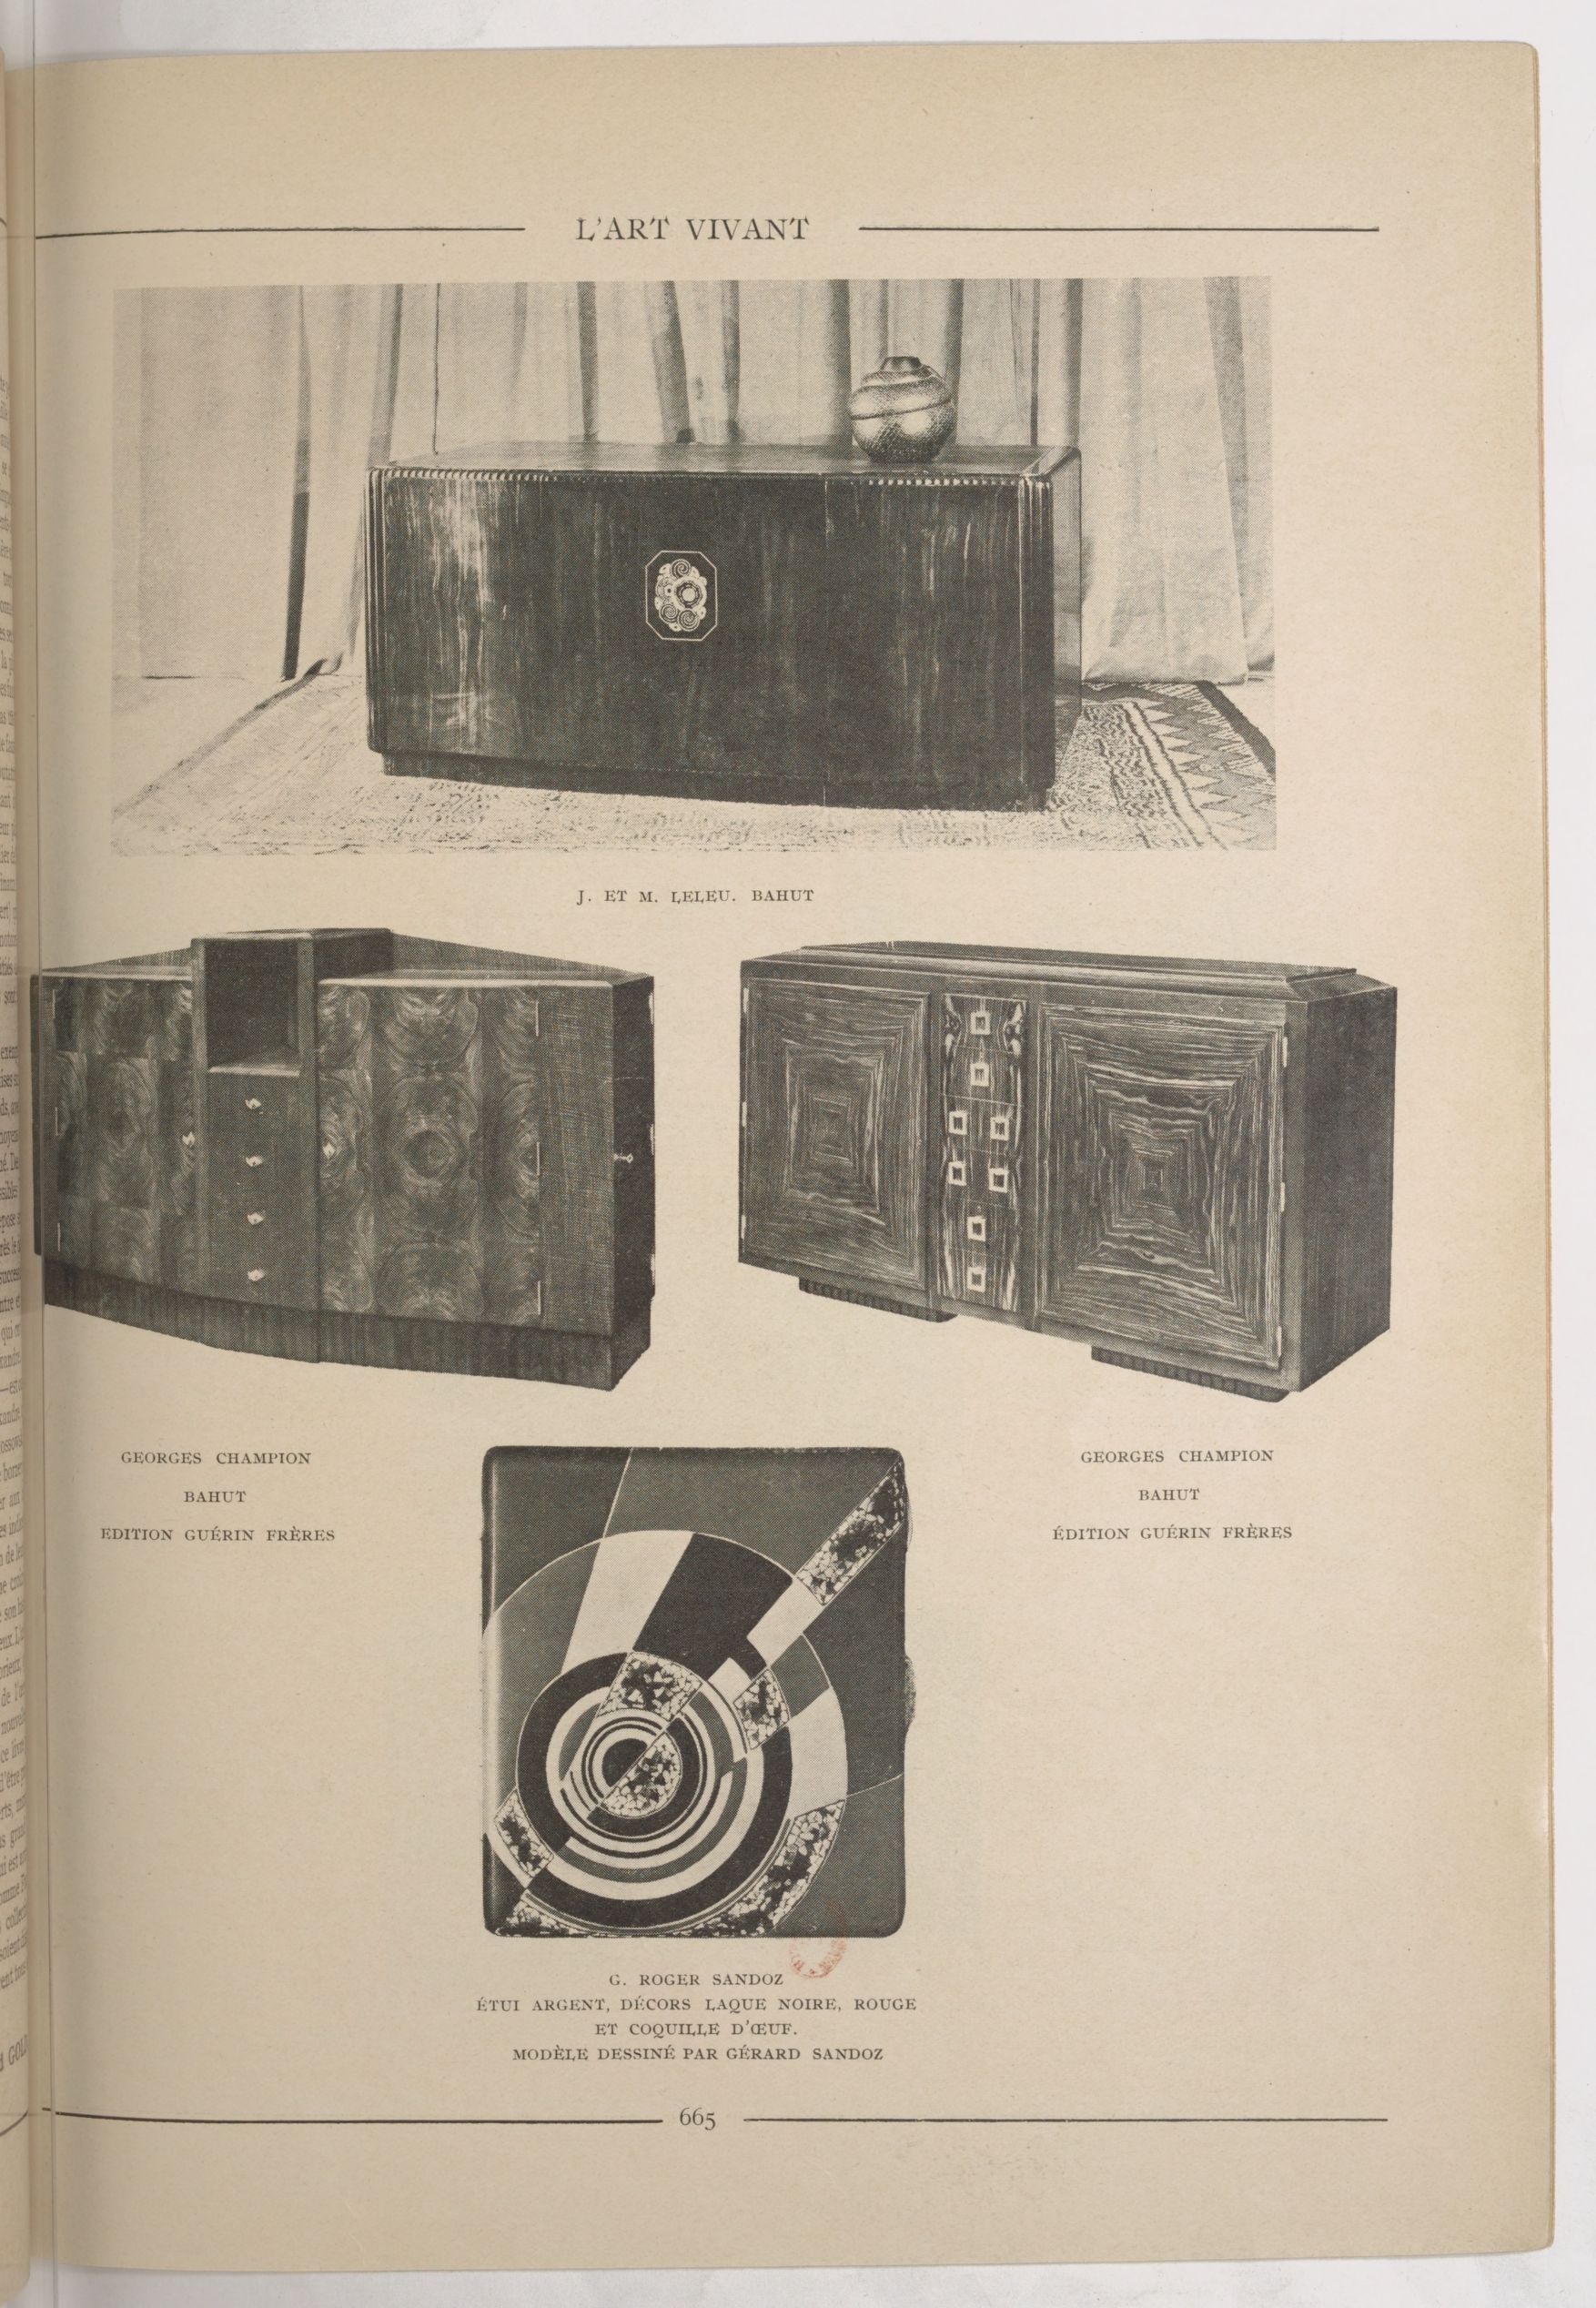 L'ART VIVANT
J. ET M. LELEU. BAHUT
GEORGES CHAMPION
BAHUT
EDITION GUÉRIN FRÈRES
GEORGES CHAMPION
BAHUT
ÉDITION GUÉRIN FRÈRES
G. ROGER SANDOZ
ÉTUI ARGENT, DÉCORS LAQUE NOIRE, ROUGE
ET COQUILLE D'ŒUF.
MODÈLE DESSINÉ PAR GÉRARD SANDOZ
665